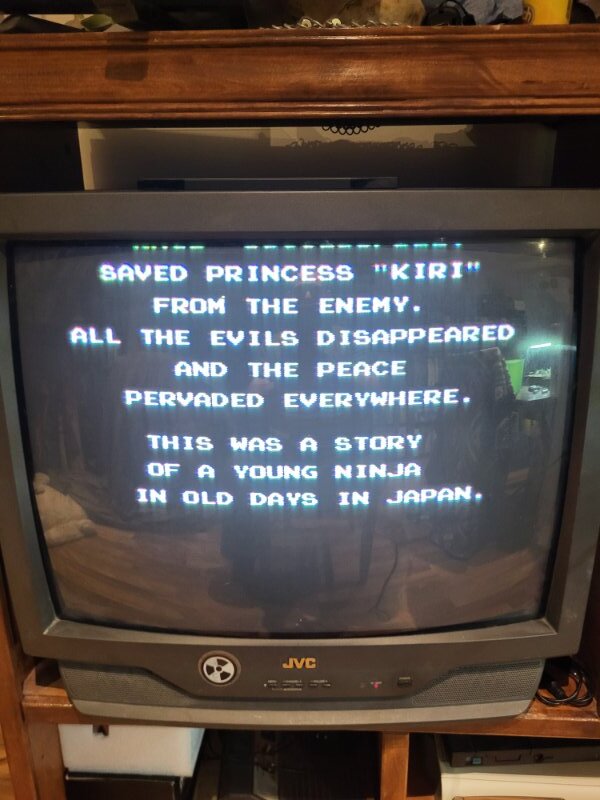 SAVED PRINCESS "KIRI"
FROM THE ENEMY.
ALL THE EVILS DISAPPEARED
AND THE PEACE
PERVADED EVERYWHERE.
THIS WAS A STORY
OF A YOUNG NINJA
IN OLD DAYS IN JAPAN.
JVC